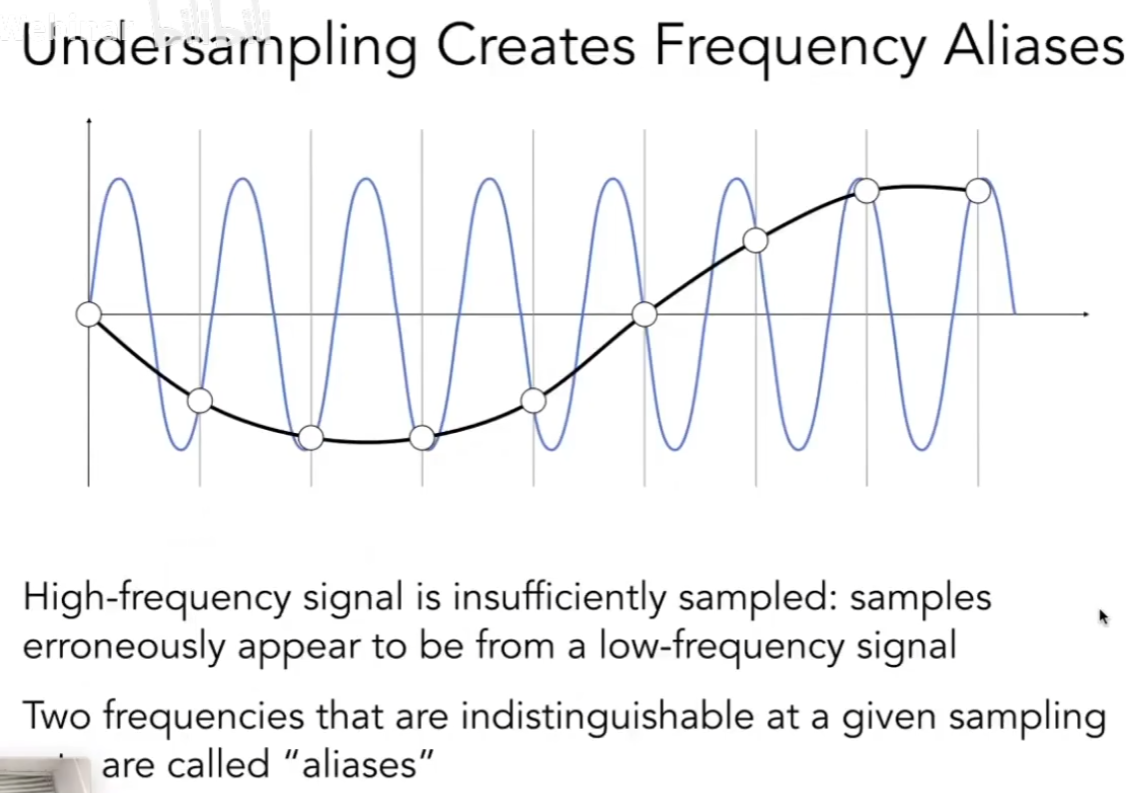 Undersampling Creates Frequency Aliases
High-frequency signal is insufficiently sampled: samples
erroneously appear to be from a low-frequency signal
Two frequencies that are indistinguishable at a given sampling
are called “aliases”